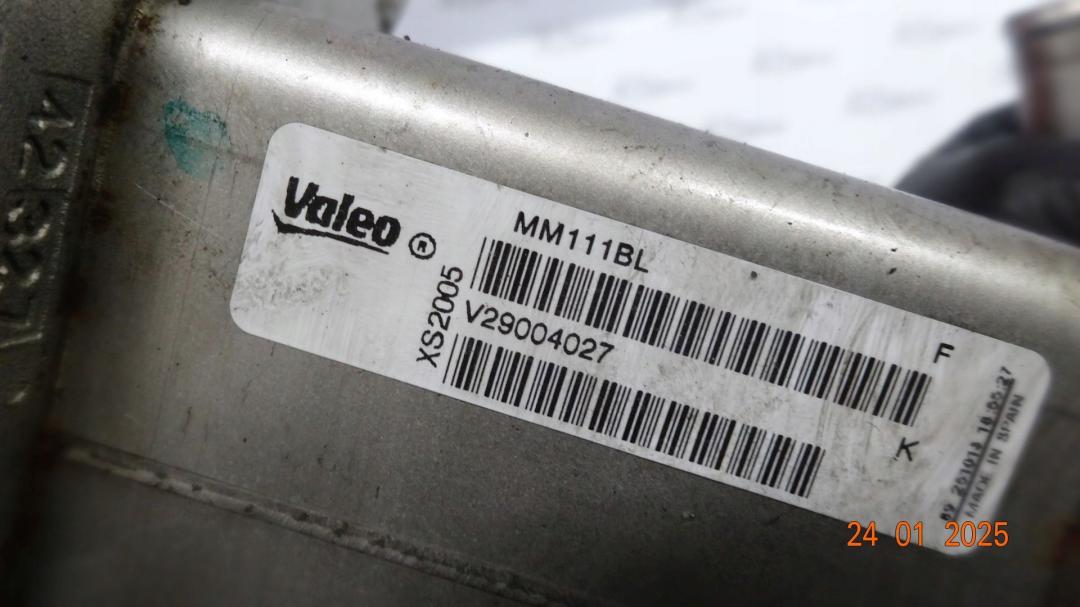 Valeo ®
MM111BL
XS2005
V29004027
F
K
MADE IN SPAIN
24 01 2025